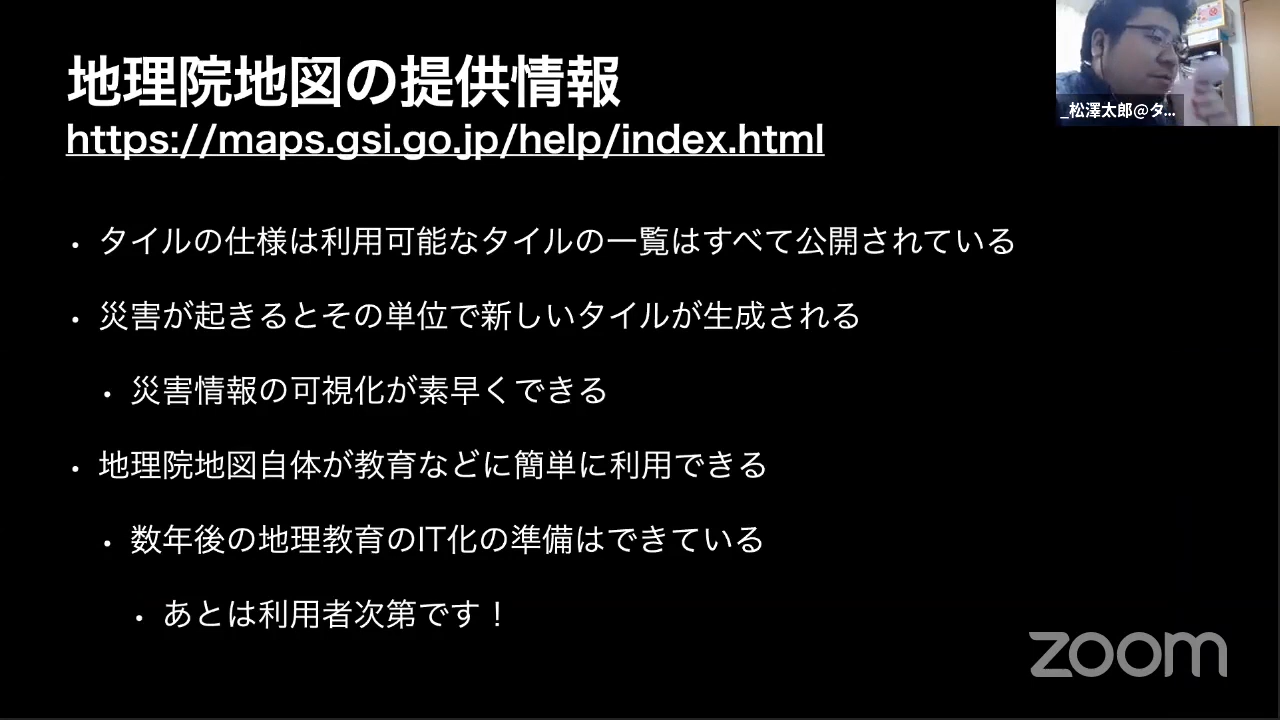 地理院地図の提供情報
https://maps.gsi.go.jp/help/index.html
・タイルの仕様は利用可能なタイルの一覧はすべて公開されている
・災害が起きるとその単位で新しいタイルが生成される
・災害情報の可視化が素早くできる
・地理院地図自体が教育などに簡単に利用できる
・数年後の地理教育のIT化の準備はできている
・あとは利用者次第です！
_松澤太郎@タ...
zoom